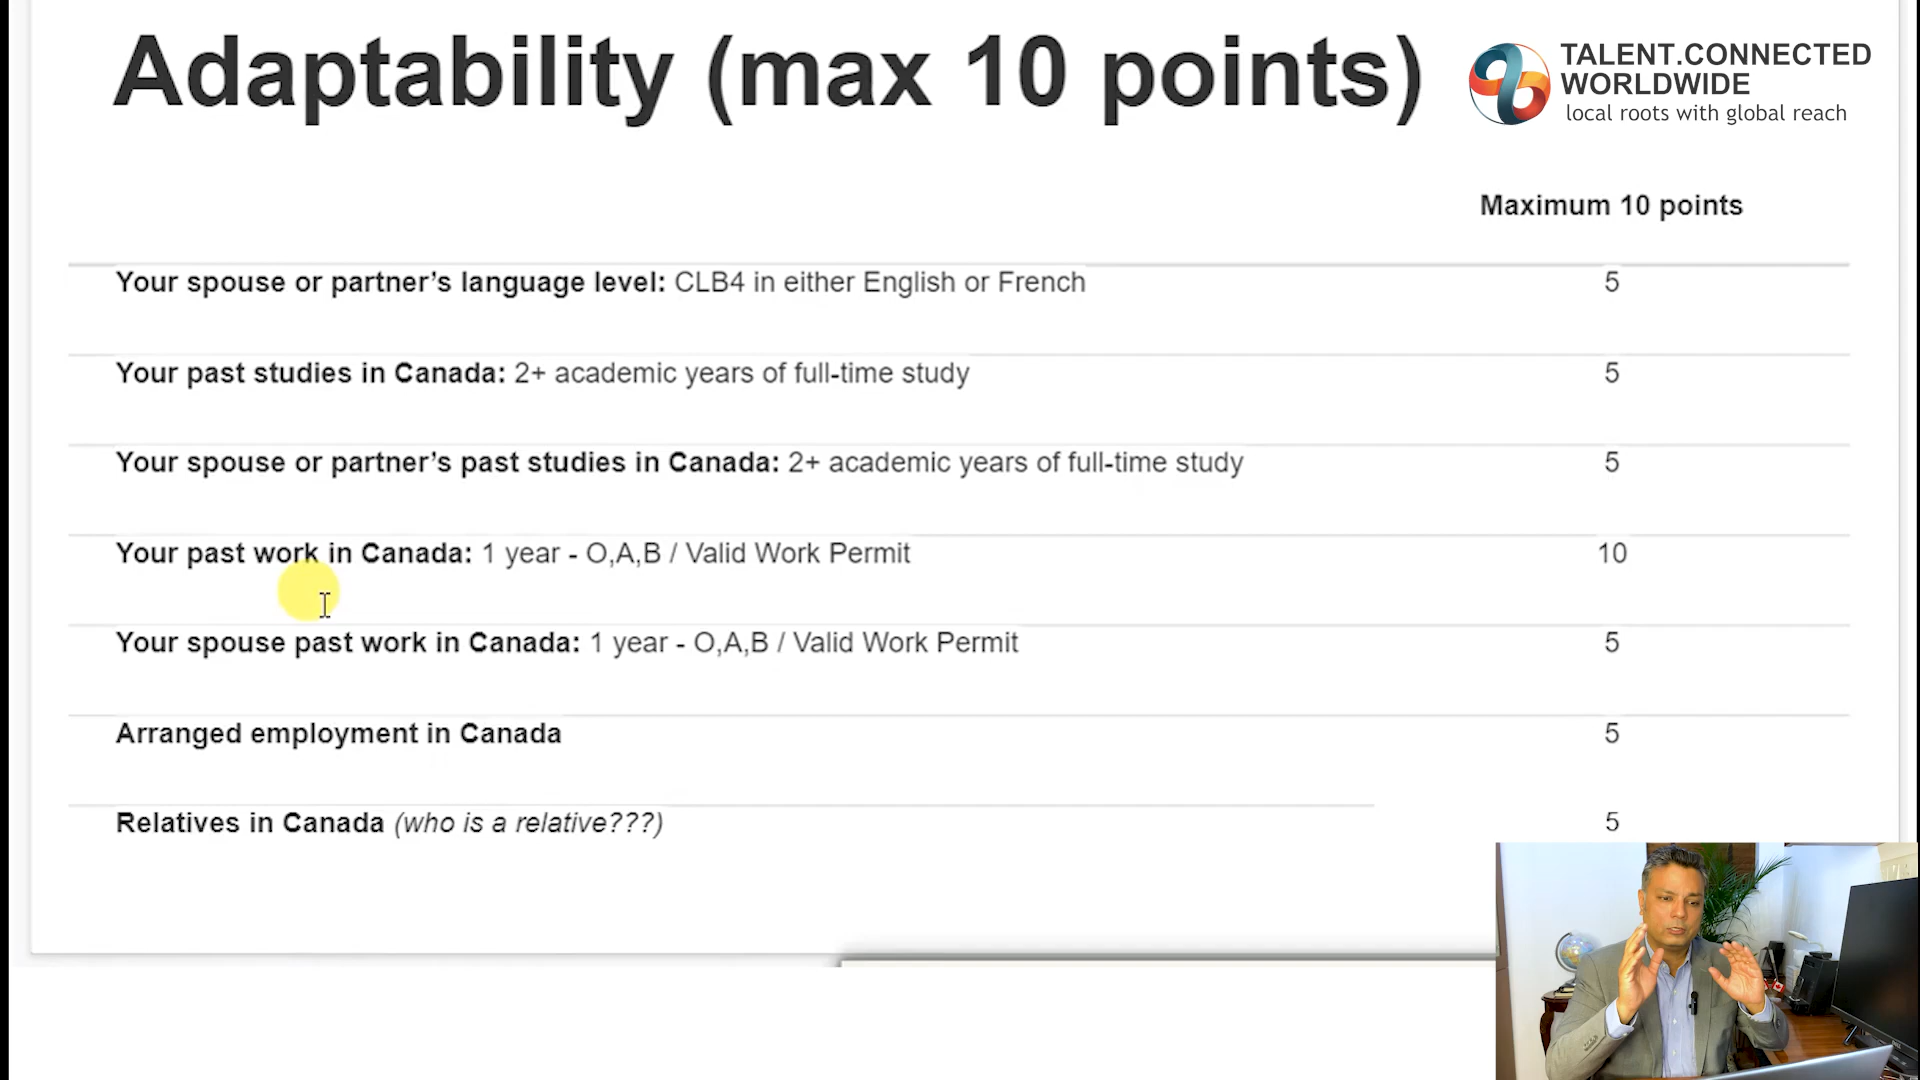 Adaptability (max 10 points)
TALENT.CONNECTED
WORLDWIDE
local roots with global reach
Maximum 10 points
Your spouse or partner’s language level: CLB4 in either English or French 5
Your past studies in Canada: 2+ academic years of full-time study 5
Your spouse or partner’s past studies in Canada: 2+ academic years of full-time study 5
Your past work in Canada: 1 year - O,A,B / Valid Work Permit 10
Your spouse past work in Canada: 1 year - O,A,B / Valid Work Permit 5
Arranged employment in Canada 5
Relatives in Canada (who is a relative???) 5